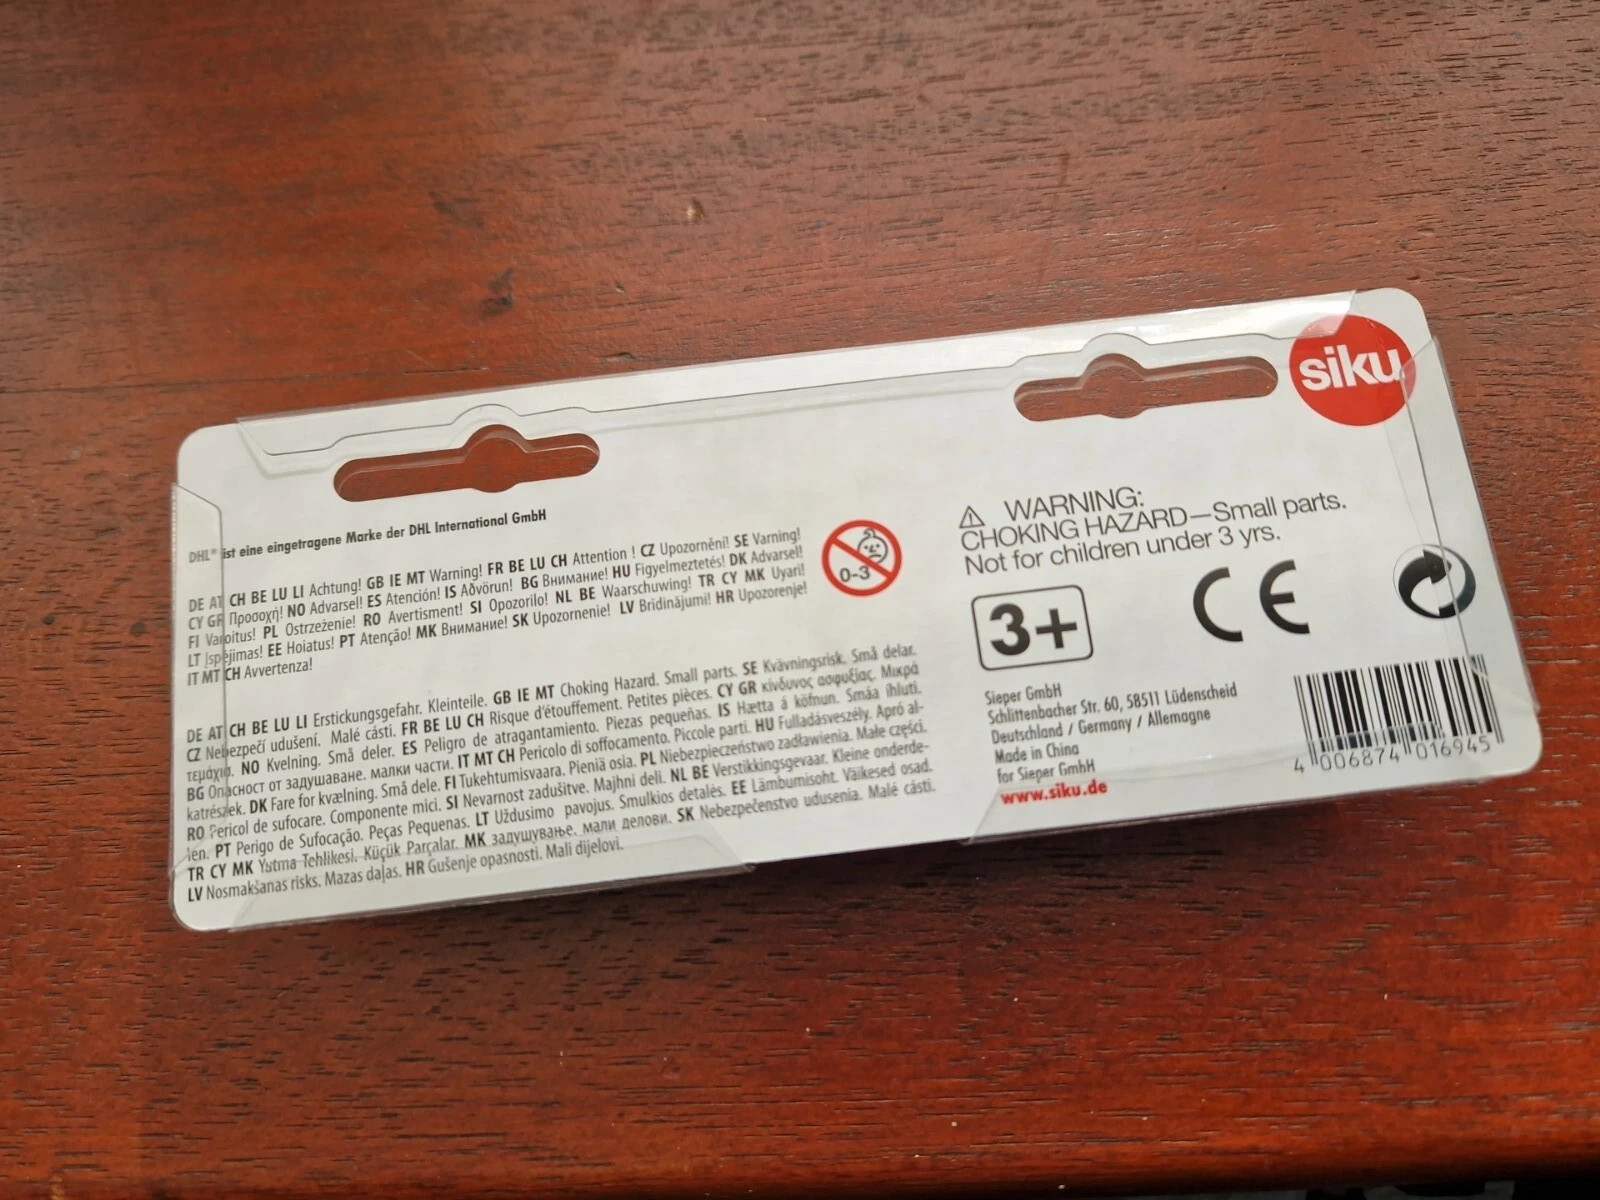 siku
DHL® ist eine eingetragene Marke der DHL International GmbH
DE AT CH BE LU LI Achtung! GB IE MT Warning! FR BE LU CH Attention ! CZ Upozornění! SE Varning!
CY GR Προσοχή! NO Advarsel! ES Atención! IS Aðvörun! BG Внимание! HU Figyelmeztetés! DK Advarsel!
FI Varoitus! PL Ostrzeżenie! RO Avertisment! SI Opozorilo! NL BE Waarschuwing! TR CY MK Uyari!
LT Įspėjimas! EE Hoiatus! PT Atenção! MK Внимание! SK Upozornenie! LV Bridinājumi! HR Upozorenje!
IT MT CH Avvertenza!
0-3
DE AT CH BE LU LI Erstickungsgefahr. Kleinteile. GB IE MT Choking Hazard. Small parts. SE Kvävningsrisk. Små delar.
CZ Nebezpečí udušení. Malé cásti. FR BE LU CH Risque d'étouffement. Petites pièces. CY GR κίνδυνος ασφυξίας. Μικρά
τεμάχια. NO Kvelning. Små deler. ES Peligro de atragantamiento. Piezas pequeñas. IS Hætta á köfnun. Smáa íhluti.
BG Опасност от задушаване. малки части. IT MT CH Pericolo di soffocamento. Piccole parti. HU Fulladásveszély. Apró al-
katrészek. DK Fare for kvælning. Små dele. FI Tukehtumisvaara. Pieniä osia. PL Niebezpieczeństwo zadławienia. Małe części.
RO Pericol de sufocare. Componente mici. SI Nevarnost zadušitve. Majhni deli. NL BE Verstikkingsgevaar. Kleine onderde-
len. PT Perigo de Sufocação. Peças Pequenas. LT Uždusimo pavojus. Smulkios detalės. EE Lämbumisoht. Väikesed osad.
TR CY MK Yutma Tehlikesi. Küçük Parçalar. MK задушување. мали делови. SK Nebezpečenstvo udusenia. Malé cásti.
LV Nosmakšanas risks. Mazas daļas. HR Gušenje opasnosti. Mali dijelovi.
⚠ WARNING:
CHOKING HAZARD—Small parts.
Not for children under 3 yrs.
3+
CE
Sieper GmbH
Schlittenbacher Str. 60, 58511 Lüdenscheid
Deutschland / Germany / Allemagne
Made in China
for Sieper GmbH
www.siku.de
4 006874 016945